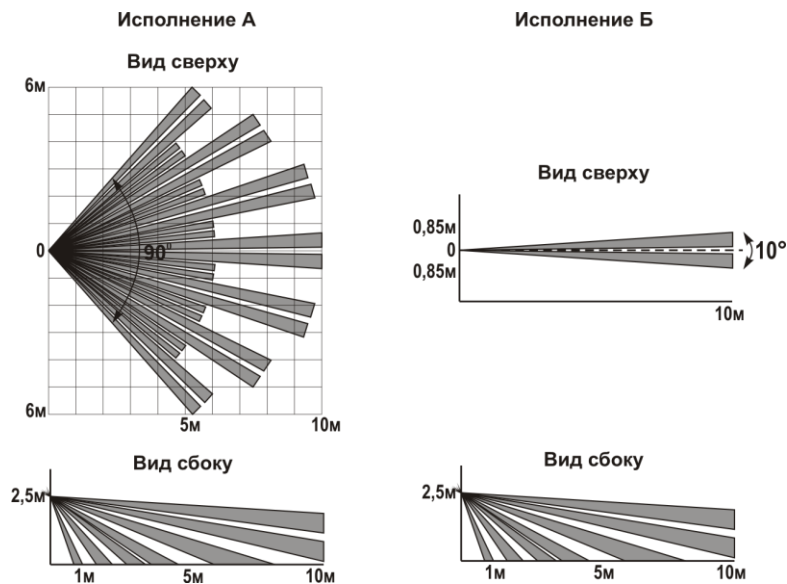 Исполнение А
Вид сверху
6м
0
90°
6м
5м
10м
Вид сбоку
2,5м
1м
5м
10м
Исполнение Б
Вид сверху
0,85м
0
0,85м
10°
10м
Вид сбоку
2,5м
1м
5м
10м